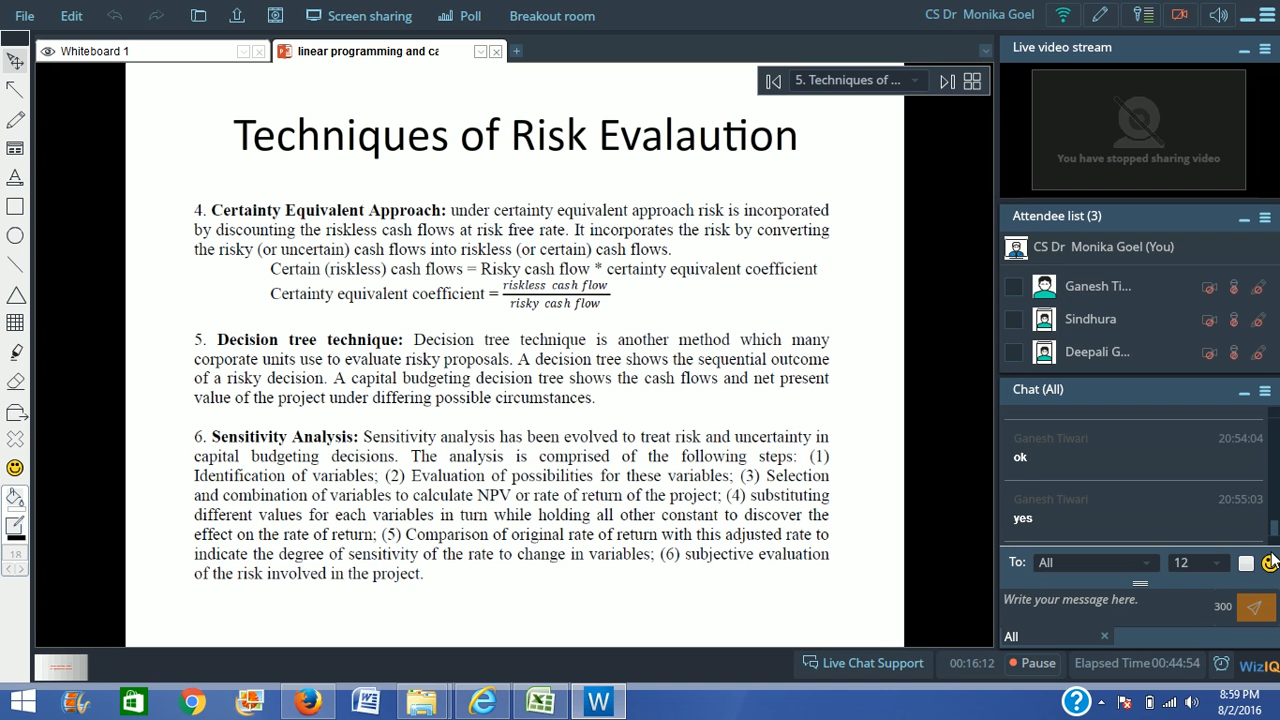 File Edit Screen sharing Poll Breakout room CS Dr Monika Goel
Whiteboard 1 linear programming and ca
5. Techniques of ...
Techniques of Risk Evalaution
4. Certainty Equivalent Approach: under certainty equivalent approach risk is incorporated
by discounting the riskless cash flows at risk free rate. It incorporates the risk by converting
the risky (or uncertain) cash flows into riskless (or certain) cash flows.
Certain (riskless) cash flows = Risky cash flow * certainty equivalent coefficient
Certainty equivalent coefficient = riskless cash flow
risky cash flow
5. Decision tree technique: Decision tree technique is another method which many
corporate units use to evaluate risky proposals. A decision tree shows the sequential outcome
of a risky decision. A capital budgeting decision tree shows the cash flows and net present
value of the project under differing possible circumstances.
6. Sensitivity Analysis: Sensitivity analysis has been evolved to treat risk and uncertainty in
capital budgeting decisions. The analysis is comprised of the following steps: (1)
Identification of variables; (2) Evaluation of possibilities for these variables; (3) Selection
and combination of variables to calculate NPV or rate of return of the project; (4) substituting
different values for each variables in turn while holding all other constant to discover the
effect on the rate of return; (5) Comparison of original rate of return with this adjusted rate to
indicate the degree of sensitivity of the rate to change in variables; (6) subjective evaluation
of the risk involved in the project.
Live video stream
You have stopped sharing video
Attendee list (3)
CS Dr Monika Goel (You)
Ganesh Ti...
Sindhura
Deepali G...
Chat (All)
Ganesh Tiwari 20:54:04
ok
Ganesh Tiwari 20:55:03
yes
To: All 12
Write your message here. 300
All
18
Live Chat Support 00:16:12 Pause Elapsed Time 00:44:54 WizIQ
8:59 PM
8/2/2016